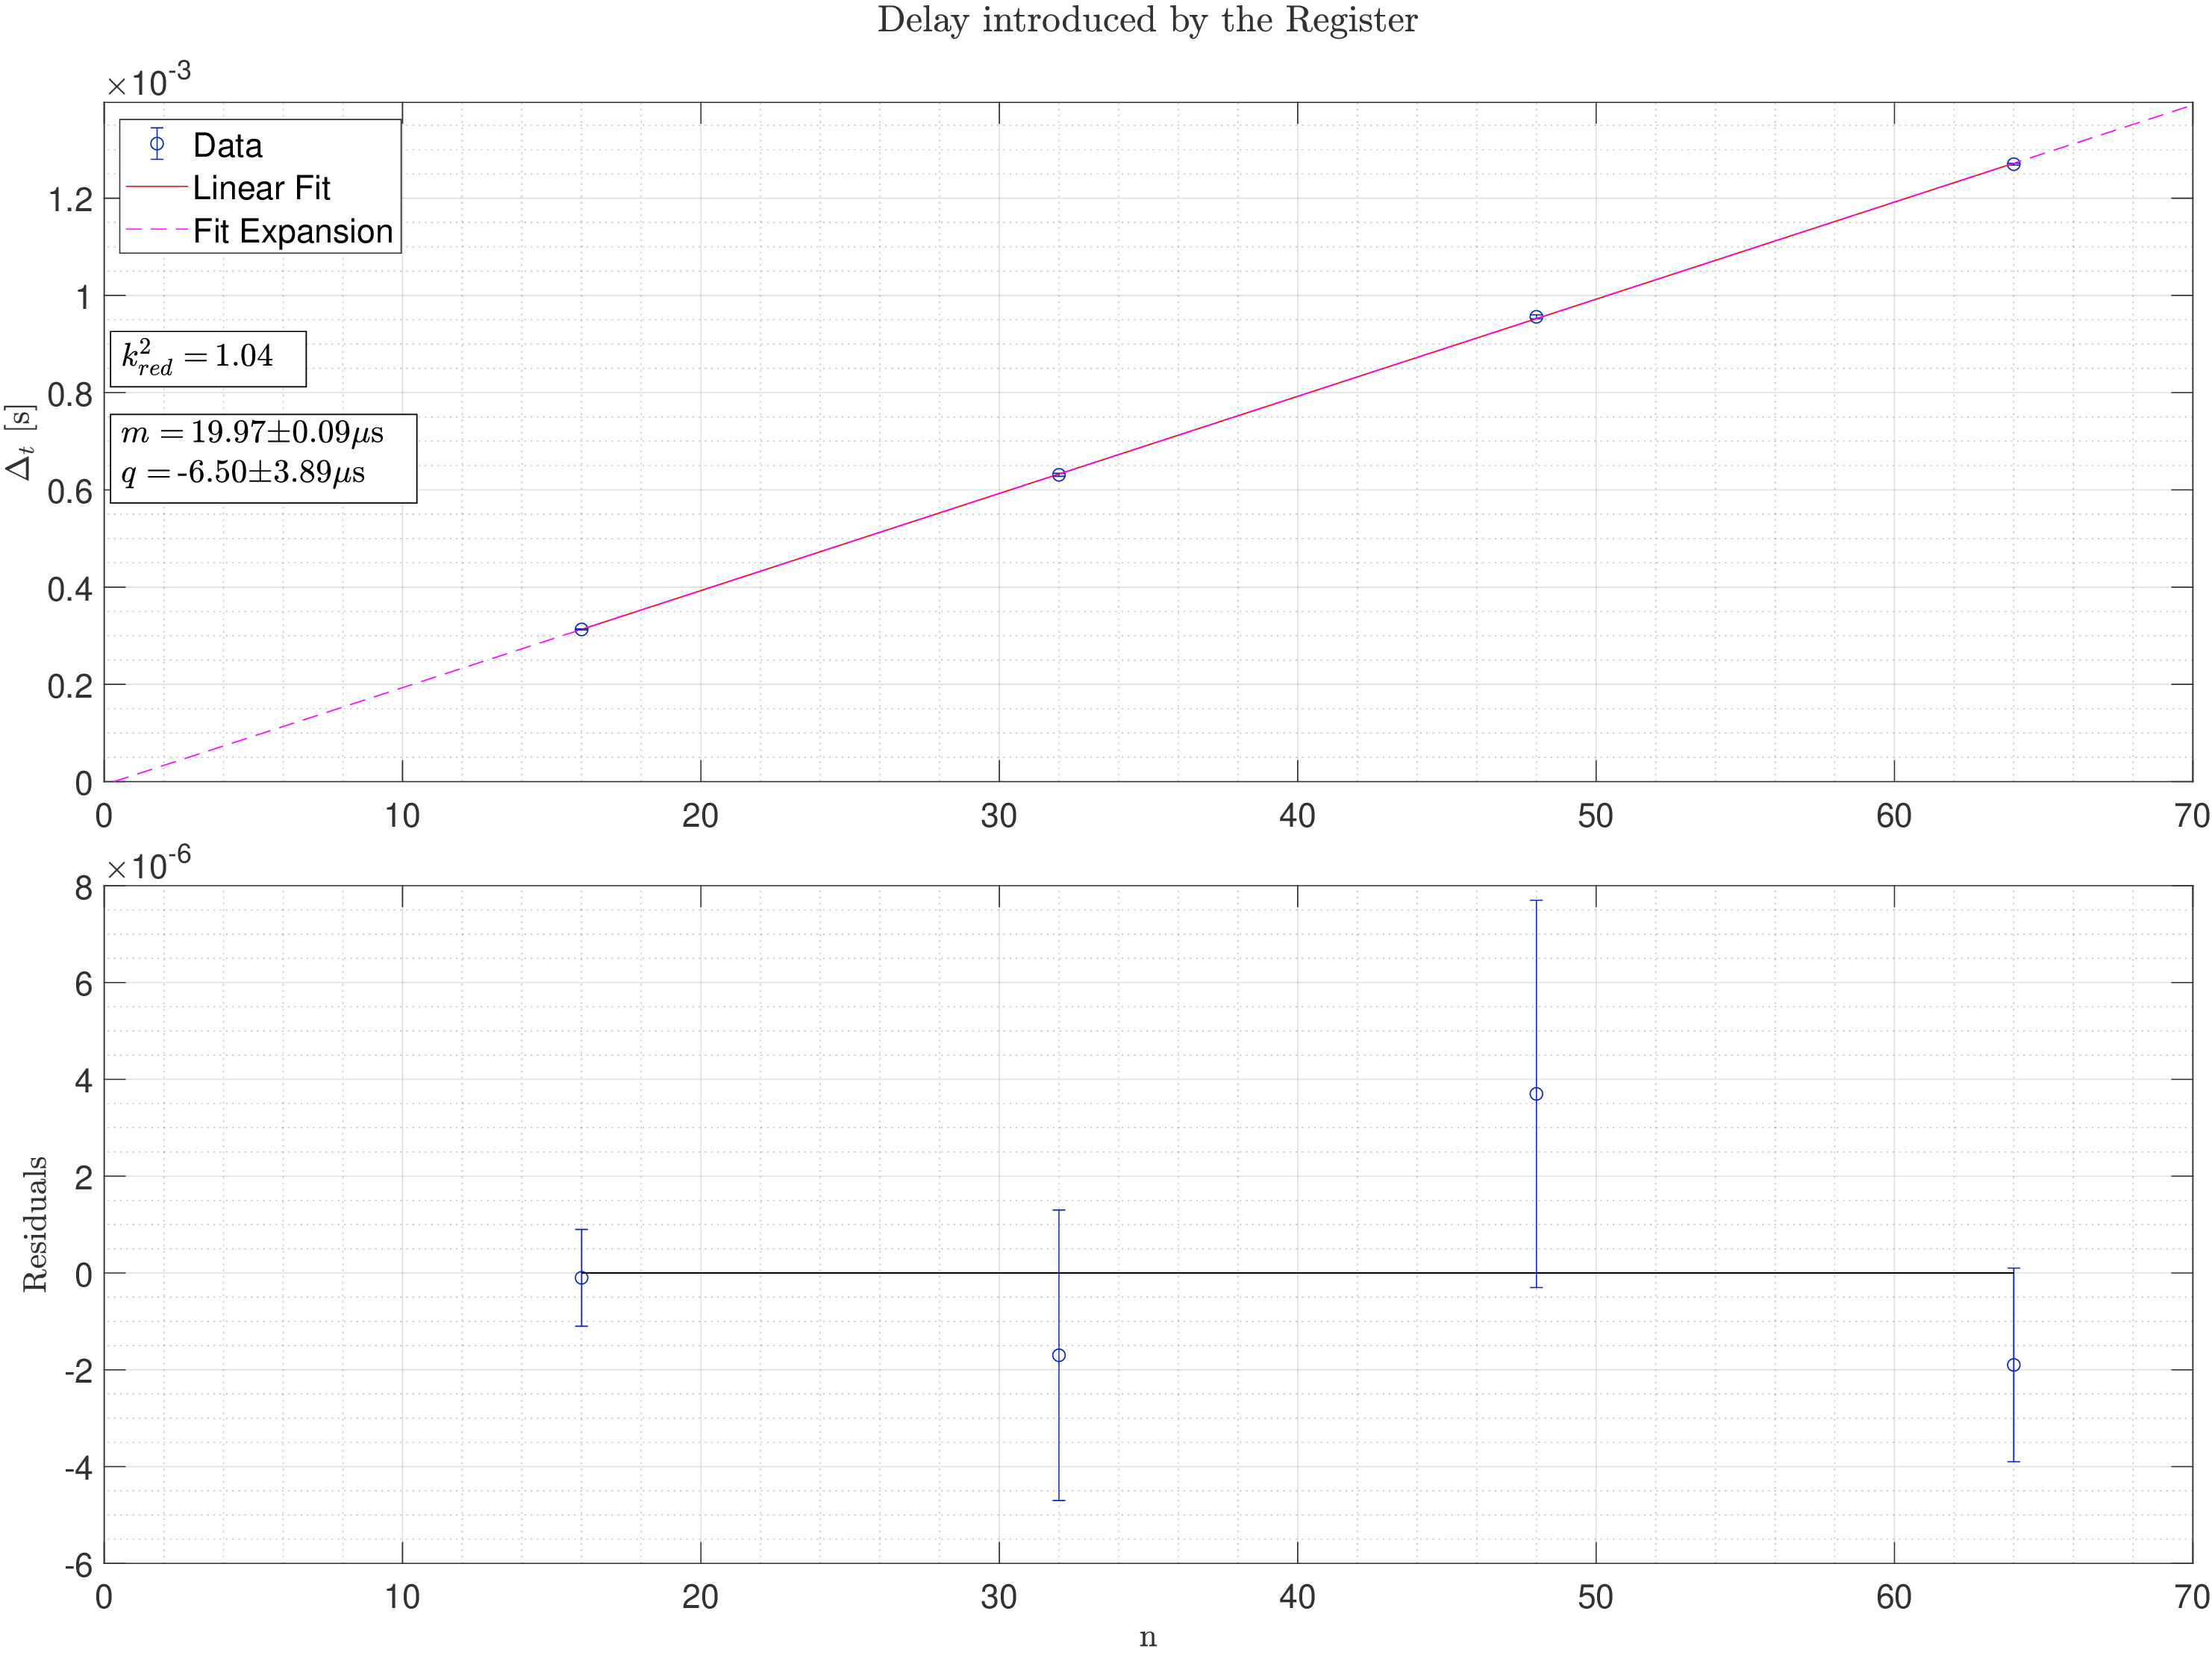 Delay introduced by the Register
×10⁻³
Data
Linear Fit
Fit Expansion
k²_red = 1.04
m = 19.97±0.09μs
q = -6.50±3.89μs
Δ_t [s]
1.2
1
0.8
0.6
0.4
0.2
0
0 10 20 30 40 50 60 70
×10⁻⁶
Residuals
8
6
4
2
0
-2
-4
-6
0 10 20 30 40 50 60 70
n